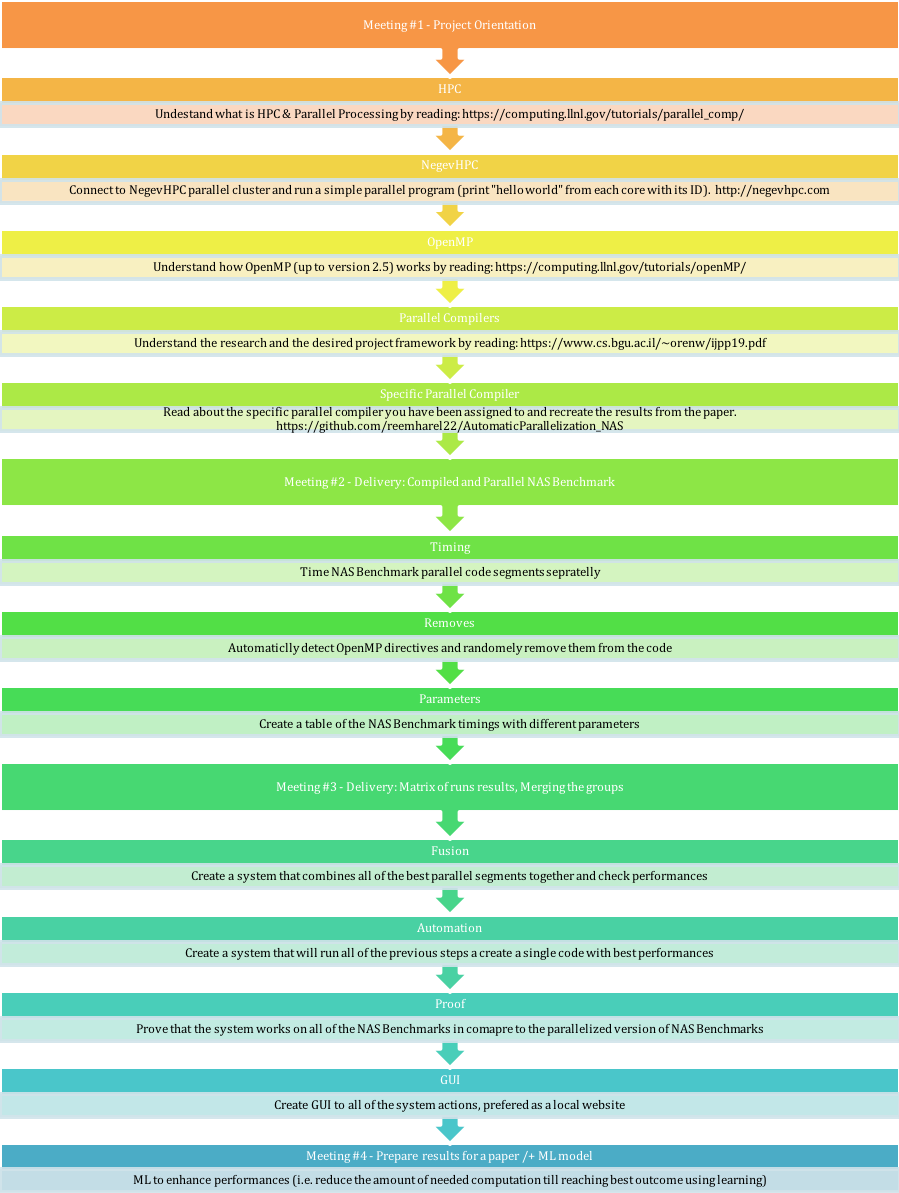 Meeting #1 - Project Orientation
HPC
Undestand what is HPC & Parallel Processing by reading: https://computing.llnl.gov/tutorials/parallel_comp/
NegevHPC
Connect to NegevHPC parallel cluster and run a simple parallel program (print "hello world" from each core with its ID). http://negevhpc.com
OpenMP
Understand how OpenMP (up to version 2.5) works by reading: https://computing.llnl.gov/tutorials/openMP/
Parallel Compilers
Understand the research and the desired project framework by reading: https://www.cs.bgu.ac.il/~orenw/ijpp19.pdf
Specific Parallel Compiler
Read about the specific parallel compiler you have been assigned to and recreate the results from the paper.
https://github.com/reemharel22/AutomaticParallelization_NAS
Meeting #2 - Delivery: Compiled and Parallel NAS Benchmark
Timing
Time NAS Benchmark parallel code segments sepratelly
Removes
Automaticlly detect OpenMP directives and randomely remove them from the code
Parameters
Create a table of the NAS Benchmark timings with different parameters
Meeting #3 - Delivery: Matrix of runs results, Merging the groups
Fusion
Create a system that combines all of the best parallel segments together and check performances
Automation
Create a system that will run all of the previous steps a create a single code with best performances
Proof
Prove that the system works on all of the NAS Benchmarks in comapre to the parallelized version of NAS Benchmarks
GUI
Create GUI to all of the system actions, prefered as a local website
Meeting #4 - Prepare results for a paper /+ ML model
ML to enhance performances (i.e. reduce the amount of needed computation till reaching best outcome using learning)